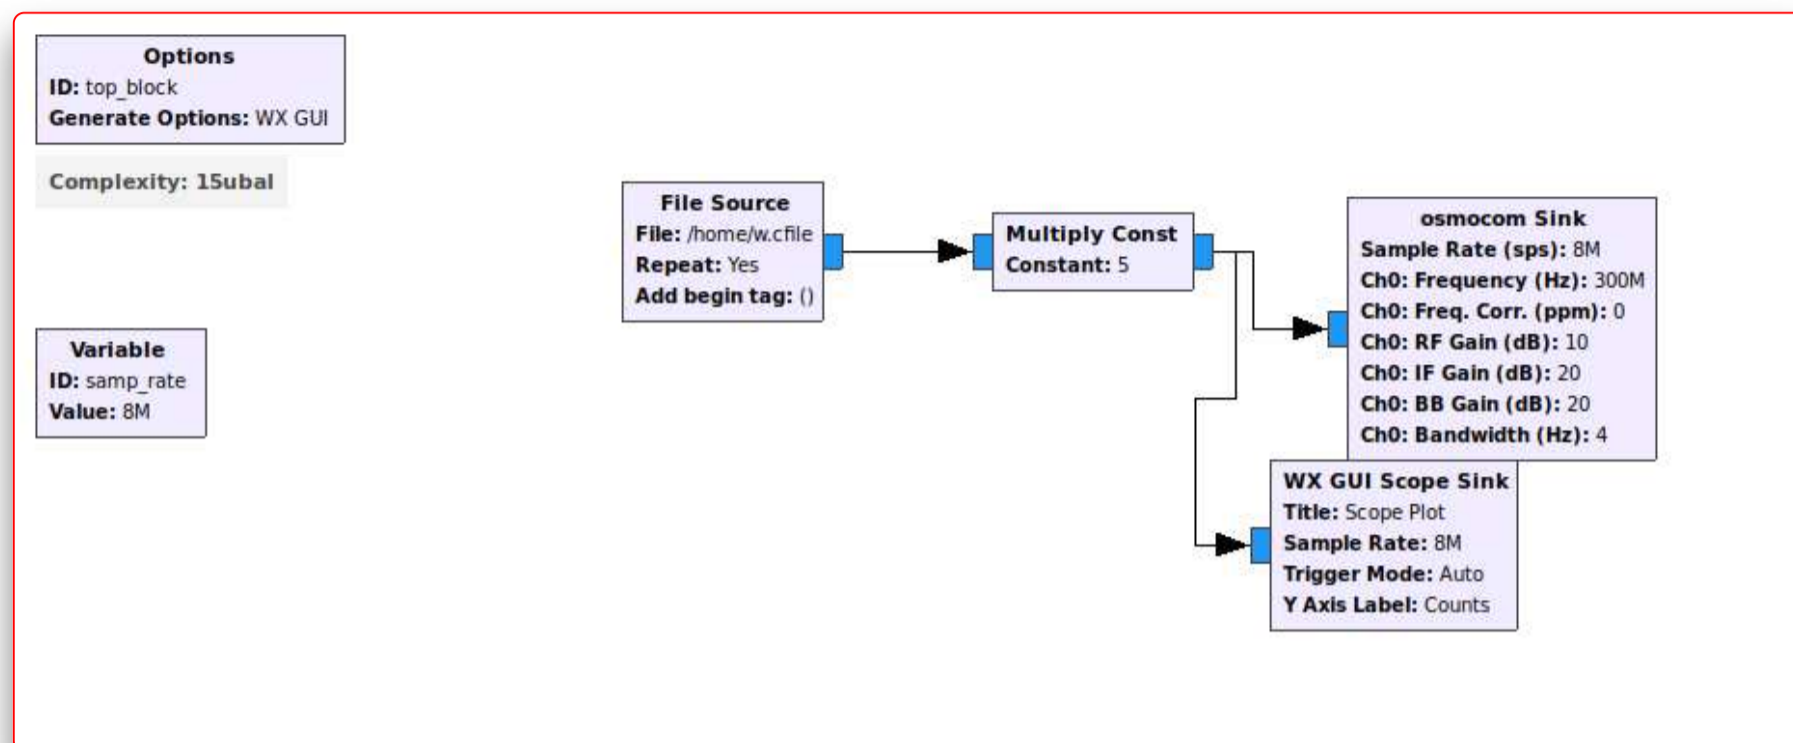 Options
ID: top_block
Generate Options: WX GUI
Complexity: 15ubal
File Source
File: /home/w.cfile
Repeat: Yes
Add begin tag: ()
Multiply Const
Constant: 5
osmocom Sink
Sample Rate (sps): 8M
Ch0: Frequency (Hz): 300M
Ch0: Freq. Corr. (ppm): 0
Ch0: RF Gain (dB): 10
Ch0: IF Gain (dB): 20
Ch0: BB Gain (dB): 20
Ch0: Bandwidth (Hz): 4
Variable
ID: samp_rate
Value: 8M
WX GUI Scope Sink
Title: Scope Plot
Sample Rate: 8M
Trigger Mode: Auto
Y Axis Label: Counts